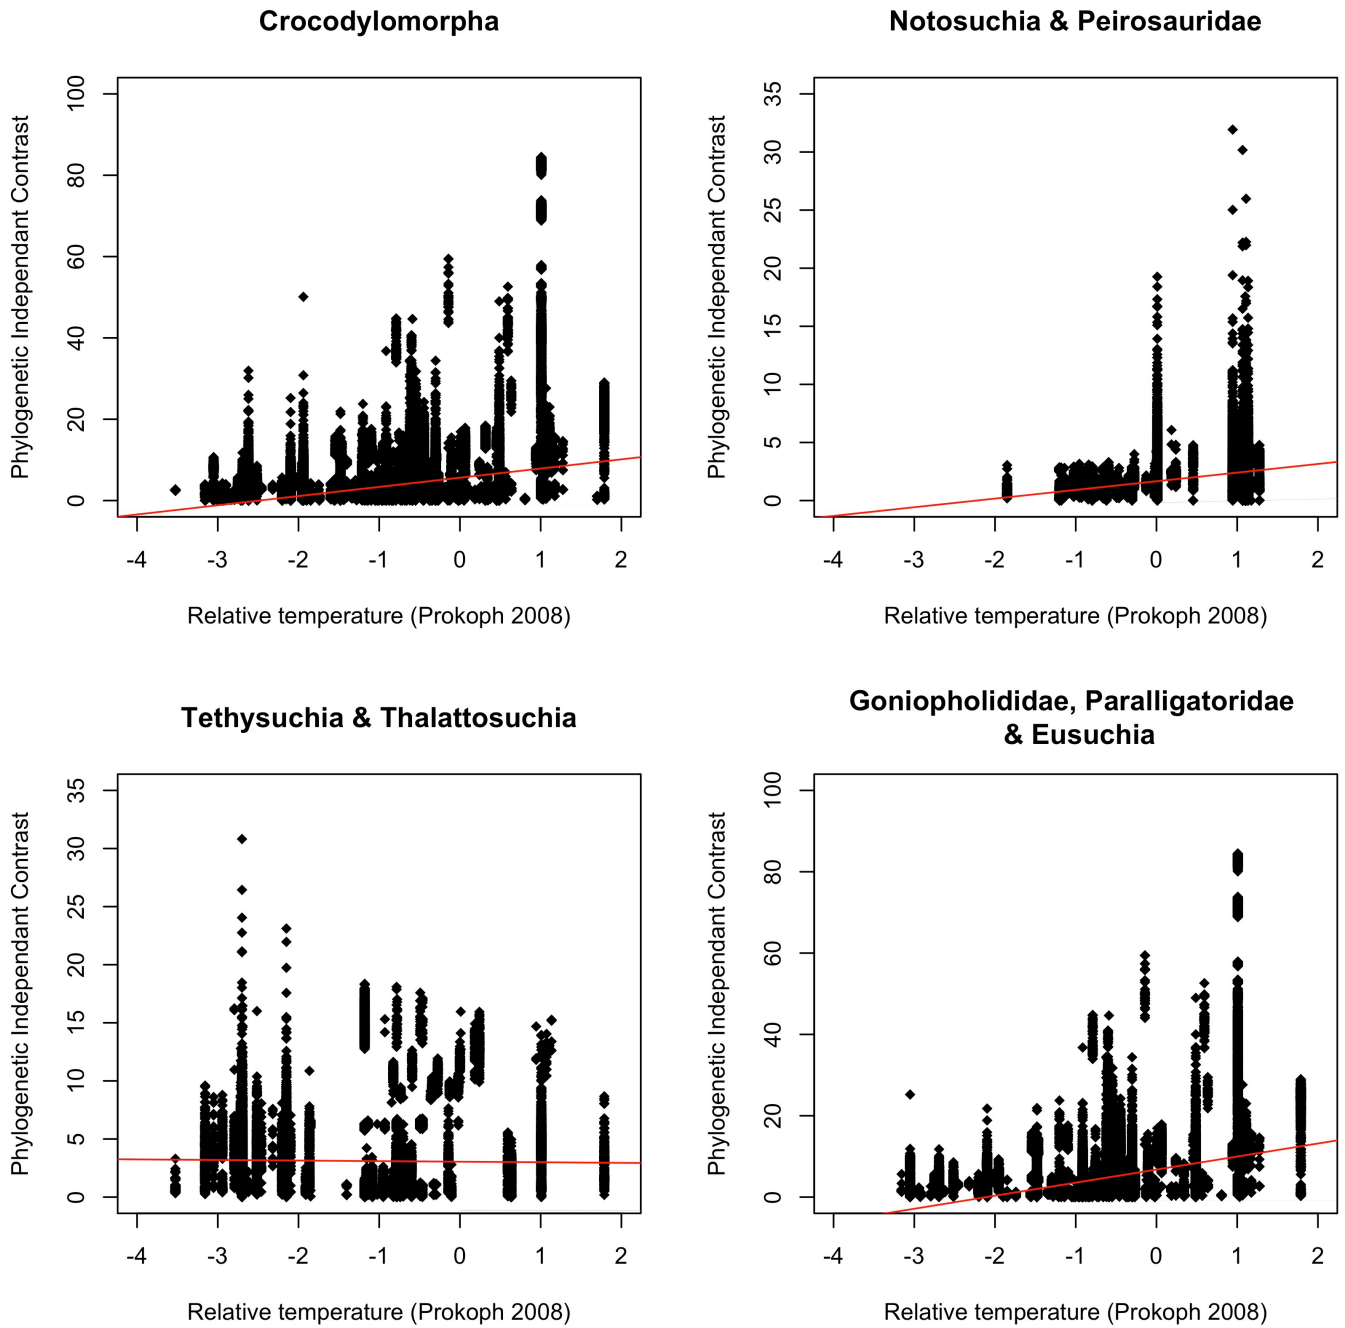 Crocodylomorpha
Phylogenetic Independant Contrast
100
80
60
40
20
0
-4 -3 -2 -1 0 1 2
Relative temperature (Prokoph 2008)
Notosuchia & Peirosauridae
Phylogenetic Independant Contrast
35
30
25
20
15
10
5
0
-4 -3 -2 -1 0 1 2
Relative temperature (Prokoph 2008)
Tethysuchia & Thalattosuchia
Phylogenetic Independant Contrast
35
30
25
20
15
10
5
0
-4 -3 -2 -1 0 1 2
Relative temperature (Prokoph 2008)
Goniopholididae, Paralligatoridae
& Eusuchia
Phylogenetic Independant Contrast
100
80
60
40
20
0
-4 -3 -2 -1 0 1 2
Relative temperature (Prokoph 2008)